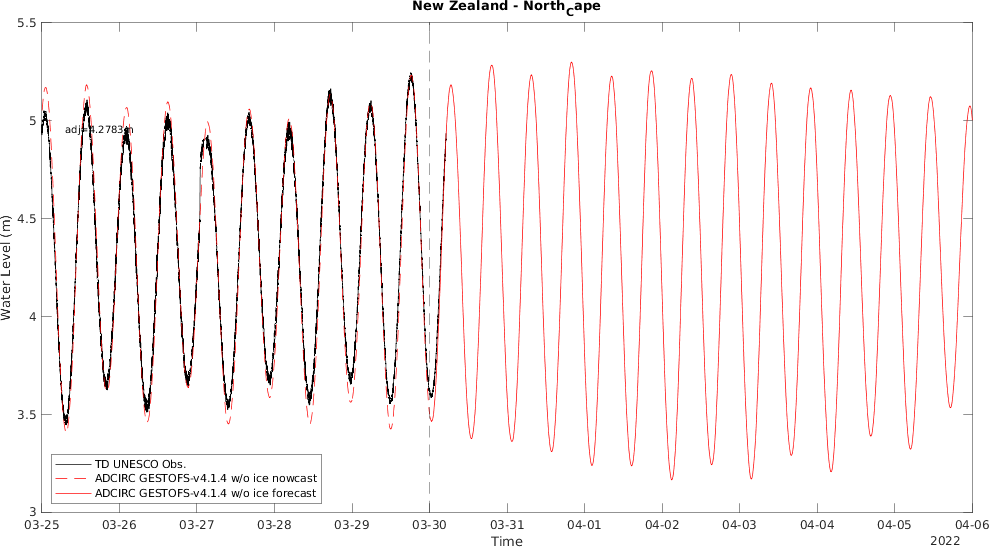 New Zealand - NorthCape
5.5
5
4.5
4
3.5
3
Water Level (m)
adj=4.2783m
TD UNESCO Obs.
ADCIRC GESTOFS-v4.1.4 w/o ice nowcast
ADCIRC GESTOFS-v4.1.4 w/o ice forecast
03-25 03-26 03-27 03-28 03-29 03-30 03-31 04-01 04-02 04-03 04-04 04-05 04-06
Time
2022